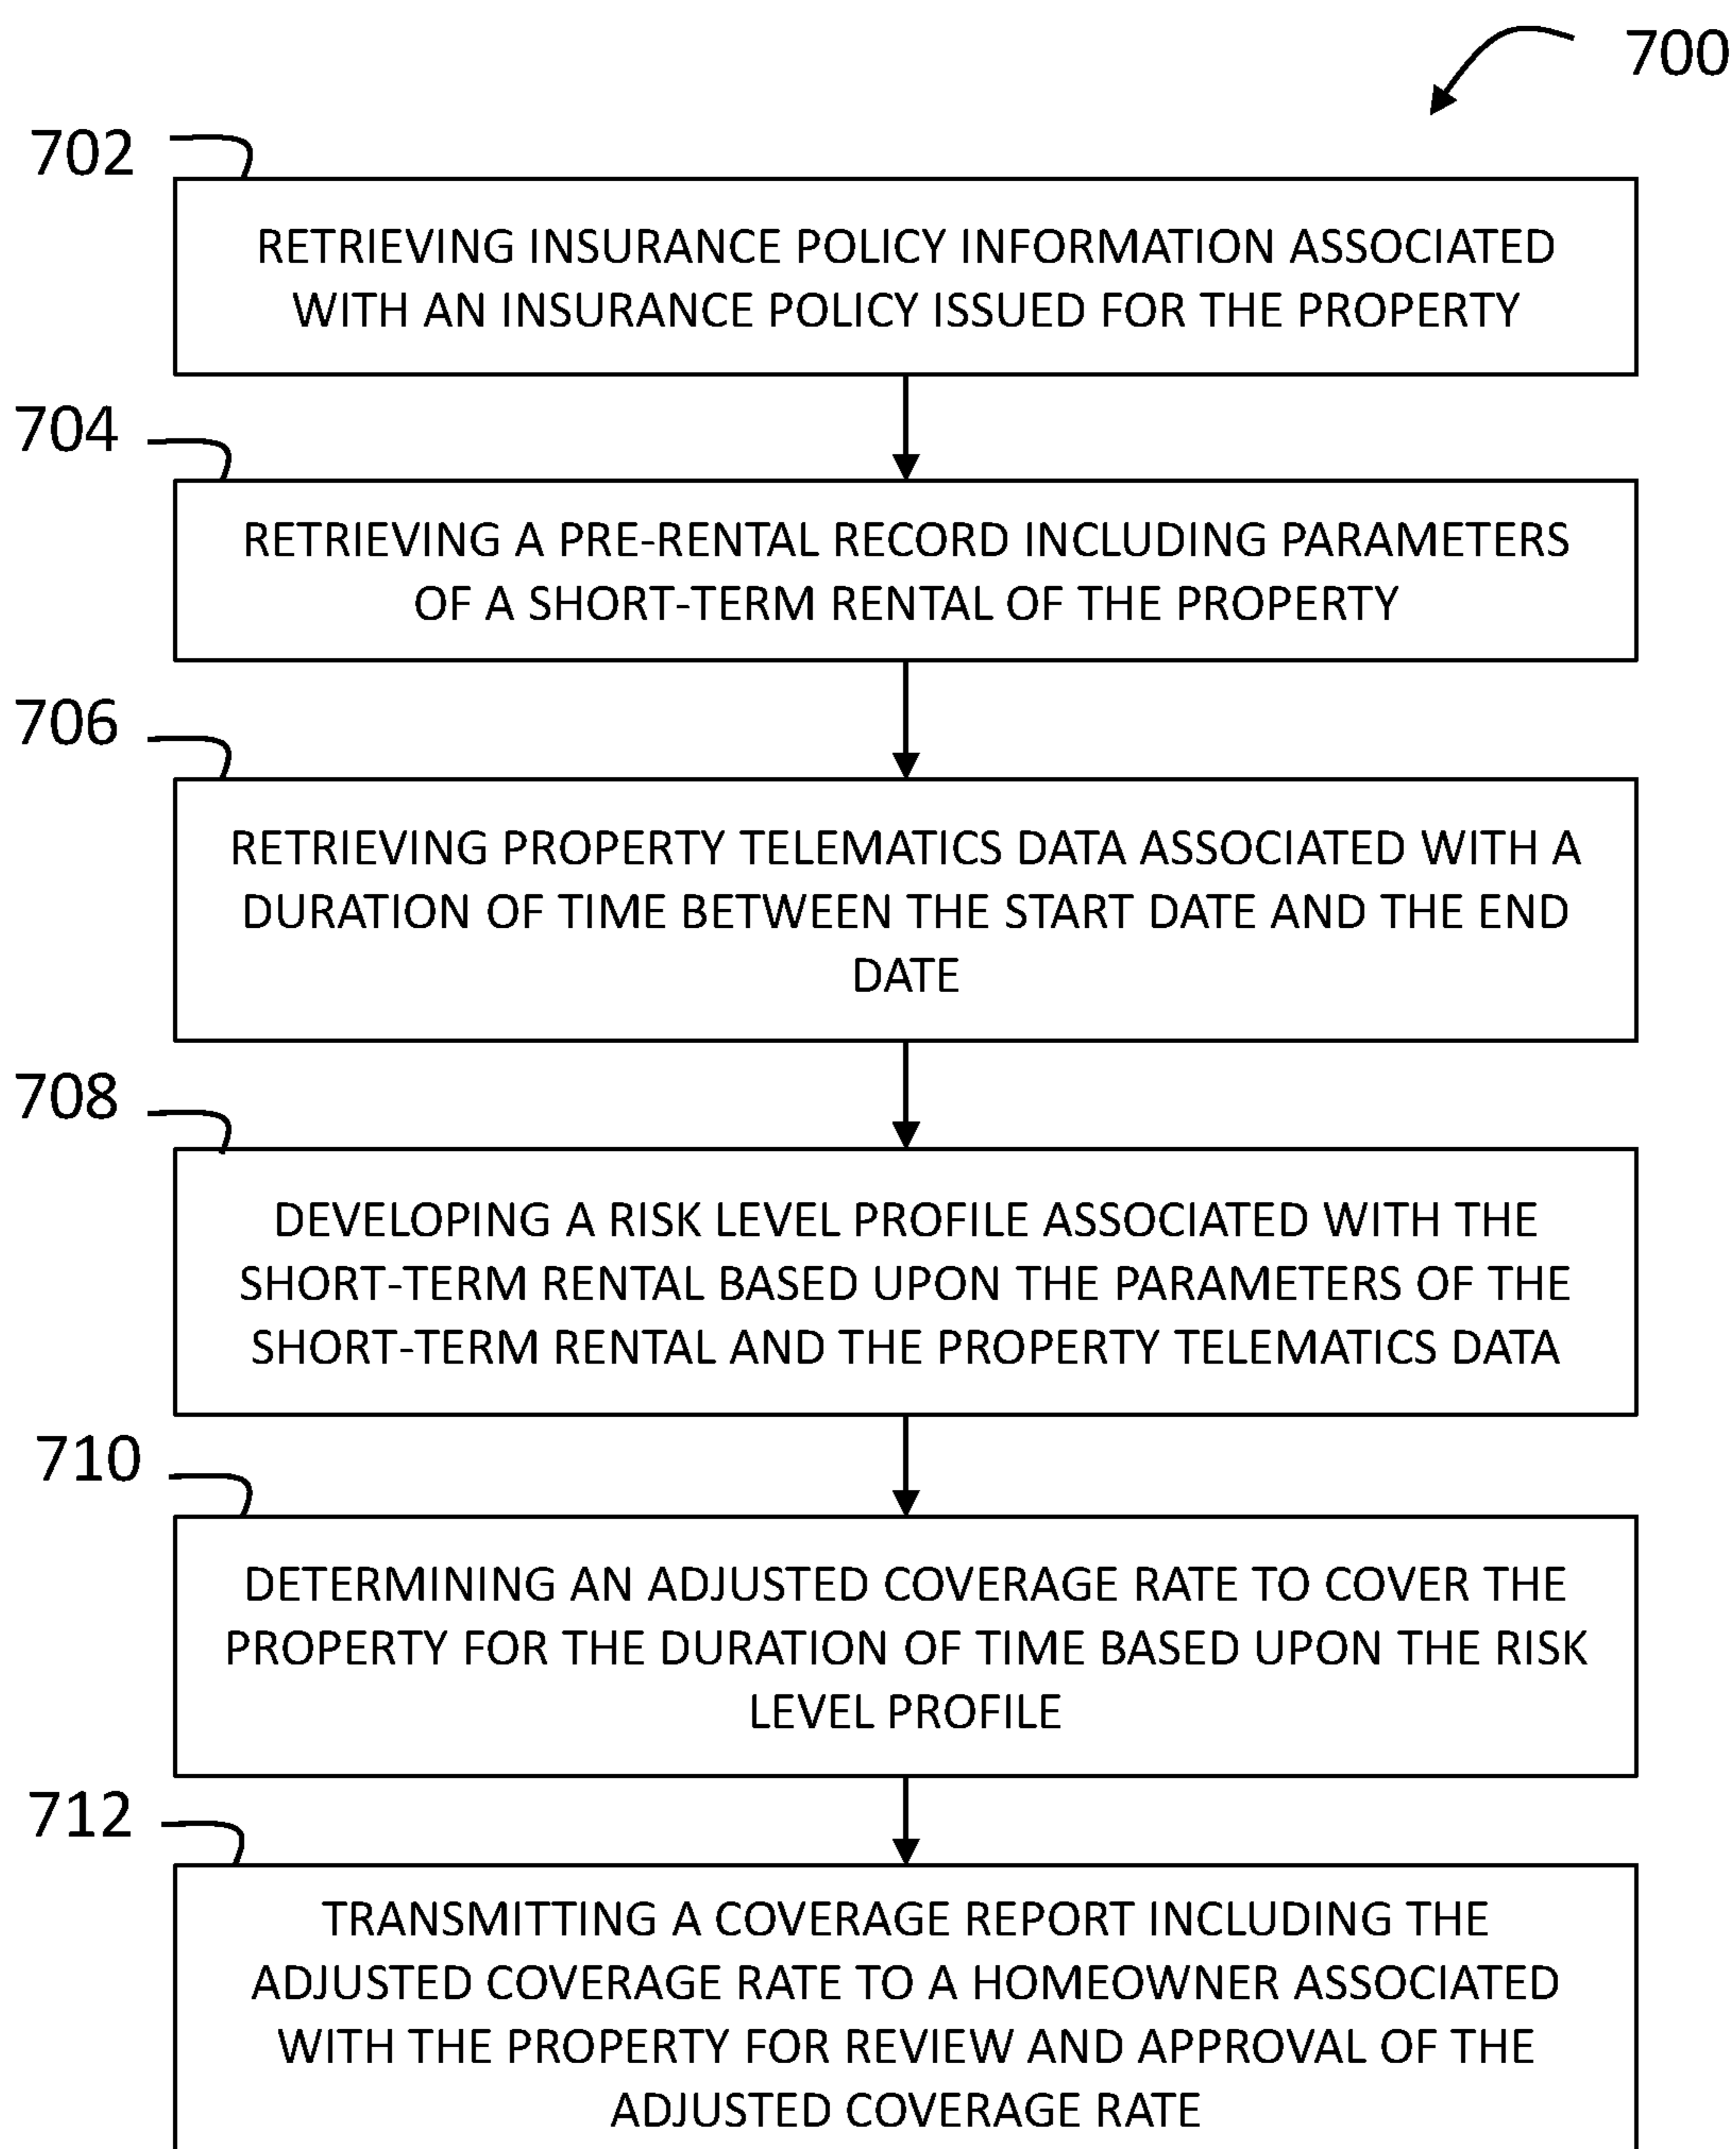 700
702
RETRIEVING INSURANCE POLICY INFORMATION ASSOCIATED
WITH AN INSURANCE POLICY ISSUED FOR THE PROPERTY
704
RETRIEVING A PRE-RENTAL RECORD INCLUDING PARAMETERS
OF A SHORT-TERM RENTAL OF THE PROPERTY
706
RETRIEVING PROPERTY TELEMATICS DATA ASSOCIATED WITH A
DURATION OF TIME BETWEEN THE START DATE AND THE END
DATE
708
DEVELOPING A RISK LEVEL PROFILE ASSOCIATED WITH THE
SHORT-TERM RENTAL BASED UPON THE PARAMETERS OF THE
SHORT-TERM RENTAL AND THE PROPERTY TELEMATICS DATA
710
DETERMINING AN ADJUSTED COVERAGE RATE TO COVER THE
PROPERTY FOR THE DURATION OF TIME BASED UPON THE RISK
LEVEL PROFILE
712
TRANSMITTING A COVERAGE REPORT INCLUDING THE
ADJUSTED COVERAGE RATE TO A HOMEOWNER ASSOCIATED
WITH THE PROPERTY FOR REVIEW AND APPROVAL OF THE
ADJUSTED COVERAGE RATE